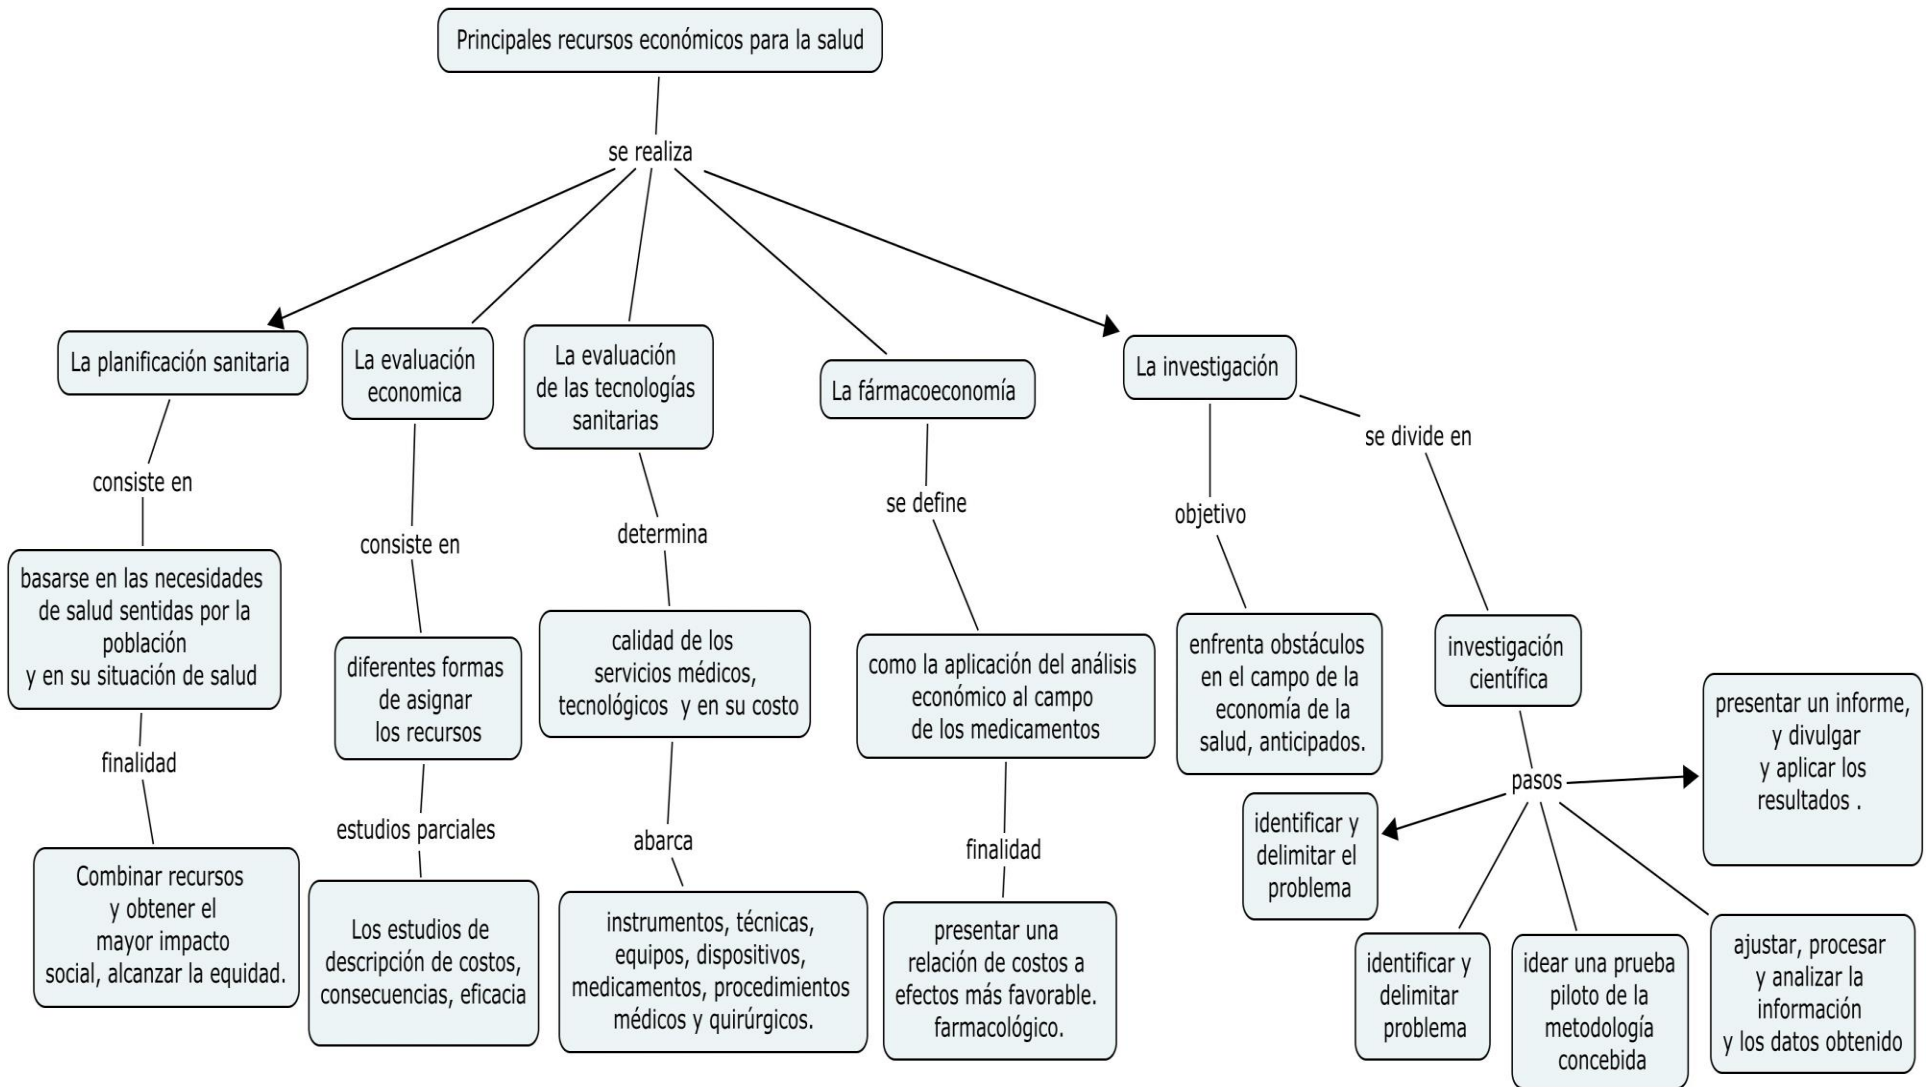 Principales recursos económicos para la salud
se realiza
La planificación sanitaria
consiste en
basarse en las necesidades
de salud sentidas por la
población
y en su situación de salud
finalidad
Combinar recursos
y obtener el
mayor impacto
social, alcanzar la equidad.
La evaluación
economica
consiste en
diferentes formas
de asignar
los recursos
estudios parciales
Los estudios de
descripción de costos,
consecuencias, eficacia
La evaluación
de las tecnologías
sanitarias
determina
calidad de los
servicios médicos,
tecnológicos y en su costo
abarca
instrumentos, técnicas,
equipos, dispositivos,
medicamentos, procedimientos
médicos y quirúrgicos.
La fármacoeconomía
se define
como la aplicación del análisis
económico al campo
de los medicamentos
finalidad
presentar una
relación de costos a
efectos más favorable.
farmacológico.
La investigación
objetivo
enfrenta obstáculos
en el campo de la
economía de la
salud, anticipados.
se divide en
investigación
científica
pasos
identificar y
delimitar el
problema
identificar y
delimitar
problema
idear una prueba
piloto de la
metodología
concebida
ajustar, procesar
y analizar la
información
y los datos obtenido
presentar un informe,
y divulgar
y aplicar los
resultados .